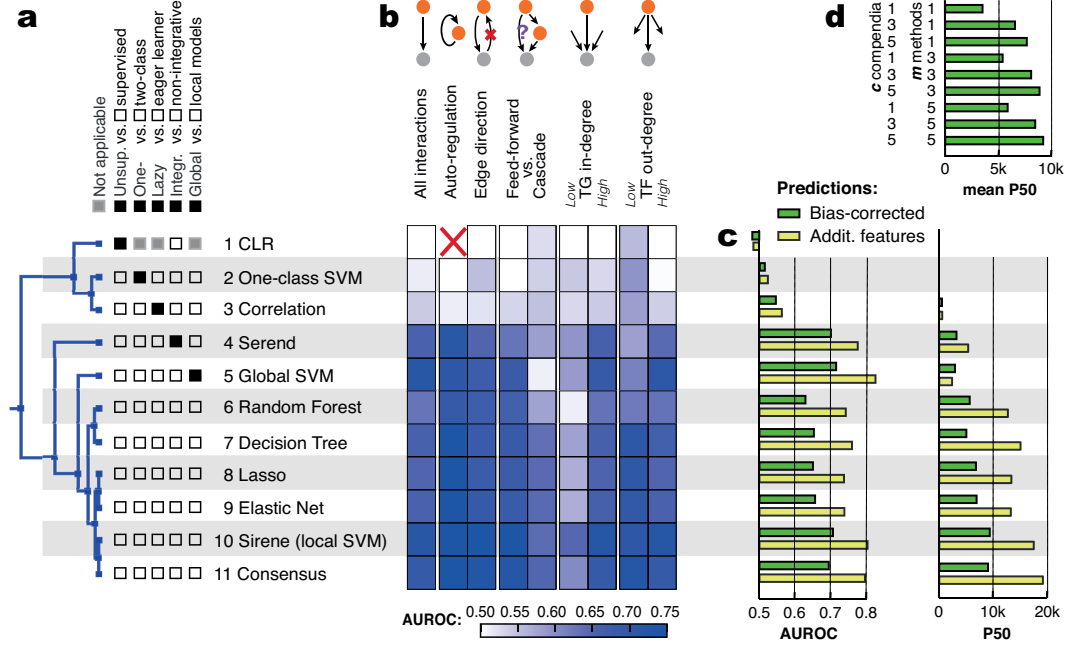 a
Not applicable
Unsup. vs. supervised
One- vs. two-class
Lazy vs. eager learner
Integr. vs. non-integrative
Global vs. local models
1 CLR
2 One-class SVM
3 Correlation
4 Serend
5 Global SVM
6 Random Forest
7 Decision Tree
8 Lasso
9 Elastic Net
10 Sirene (local SVM)
11 Consensus
b
?
All interactions
Auto-regulation
Edge direction
Feed-forward
vs.
Cascade
Low
TG in-degree
High
Low
TF out-degree
High
AUROC:
0.50 0.55 0.60 0.65 0.70 0.75
Predictions:
Bias-corrected
Addit. features
c
0.5 0.6 0.7 0.8
AUROC
0 10k 20k
P50
d
c compendia
m methods
1 1
3 1
5 1
1 3
3 3
5 3
1 5
3 5
5 5
0 5k 10k
mean P50